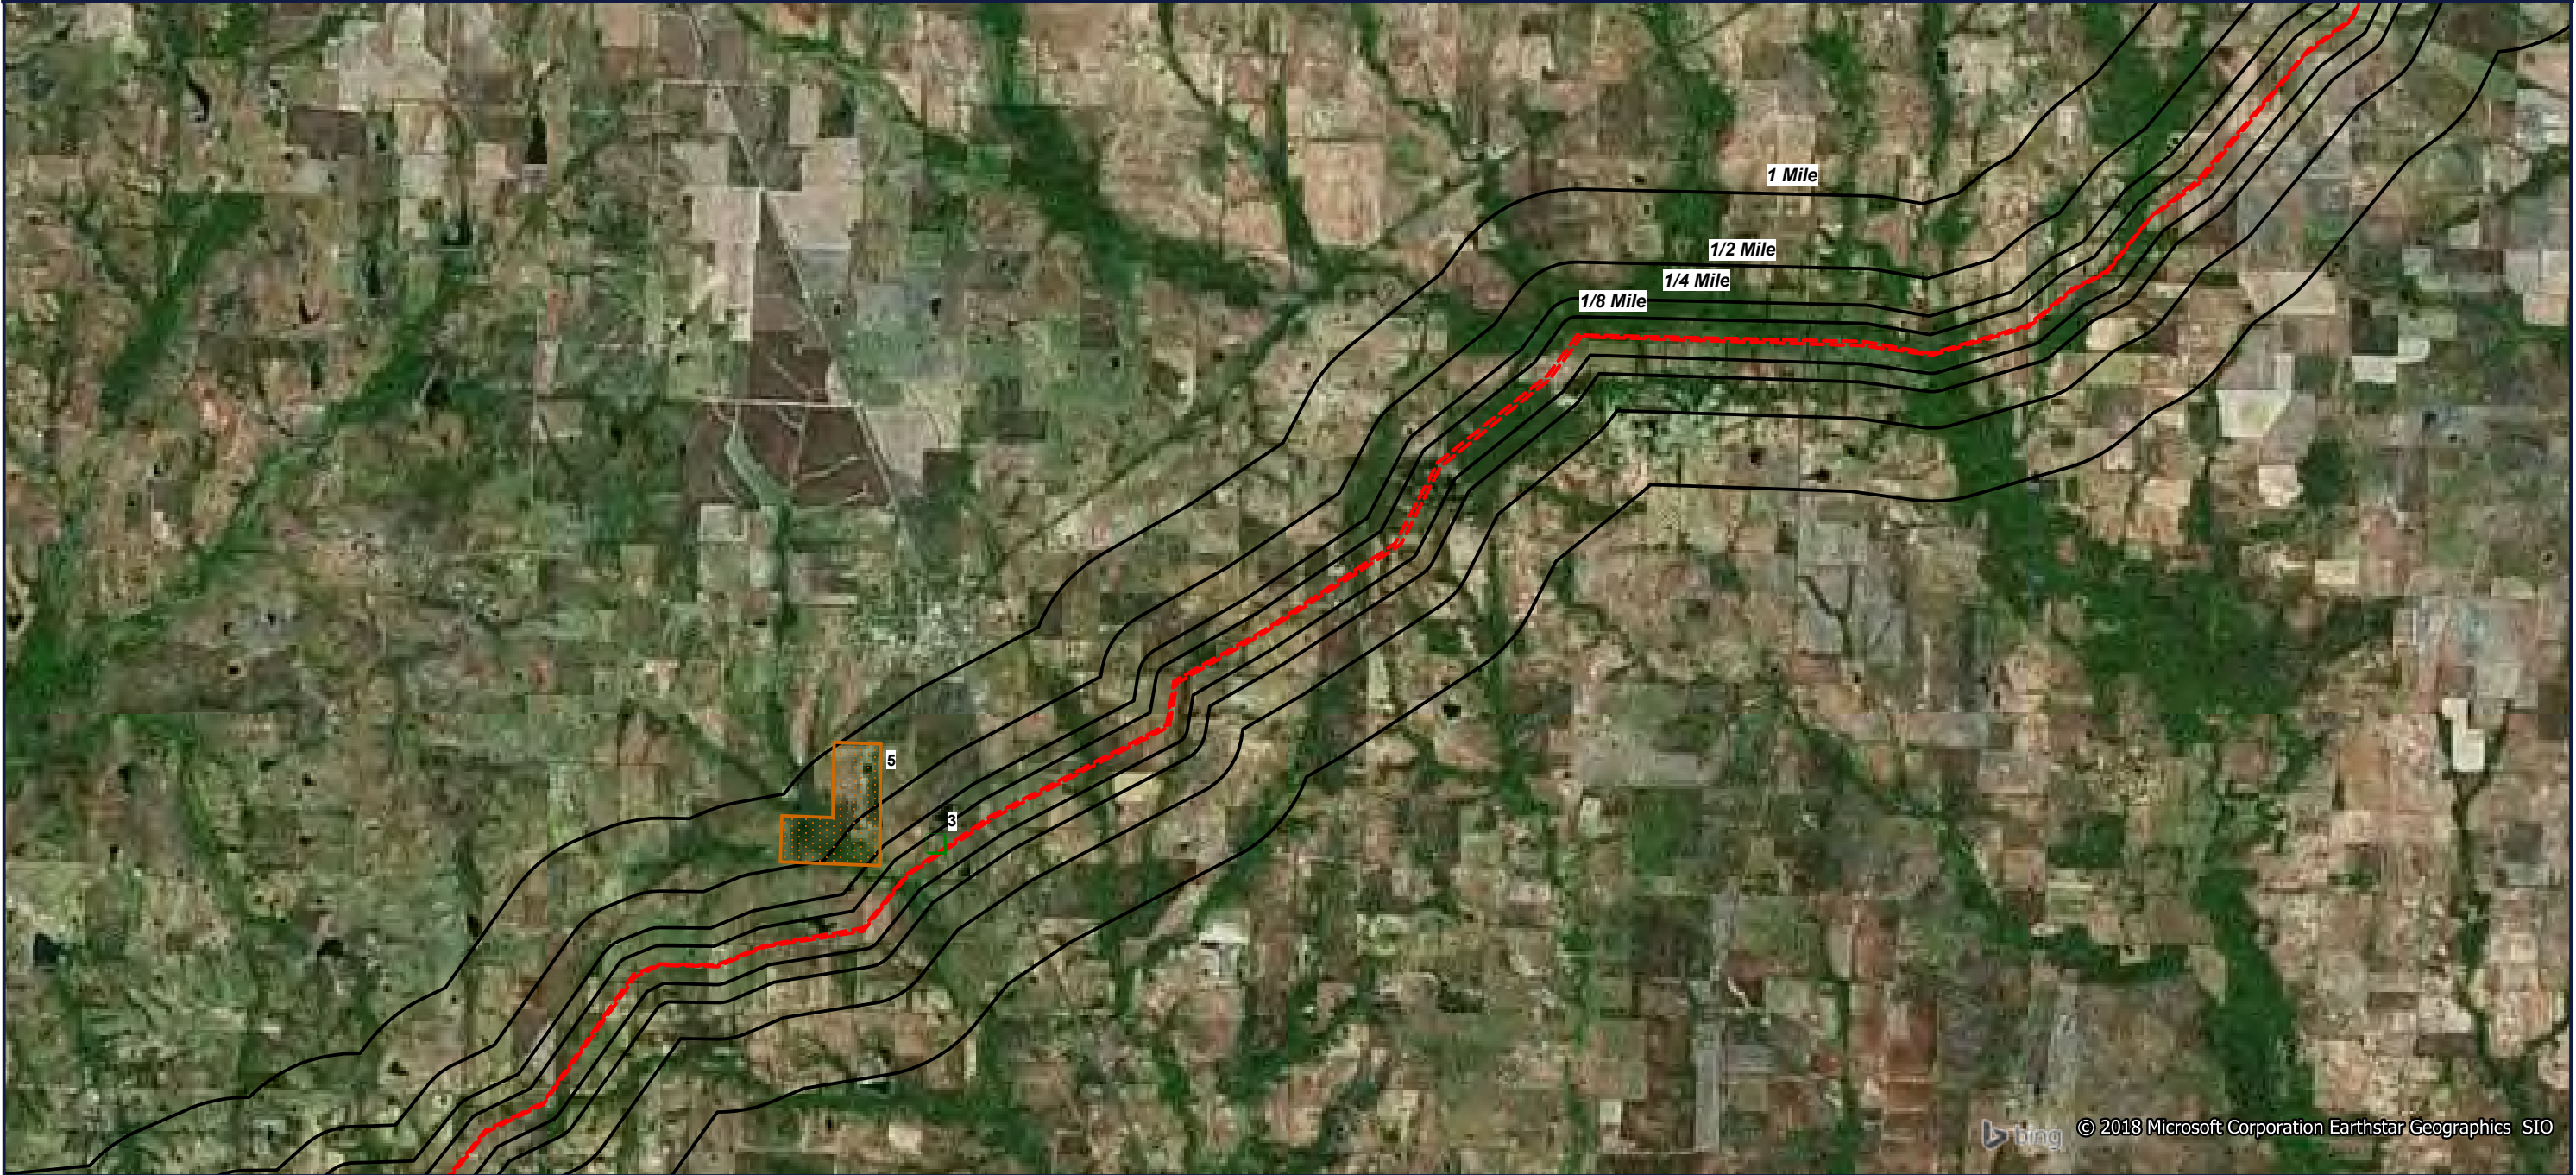 1 Mile
1/2 Mile
1/4 Mile
1/8 Mile
5
3
bing © 2018 Microsoft Corporation Earthstar Geographics SIO